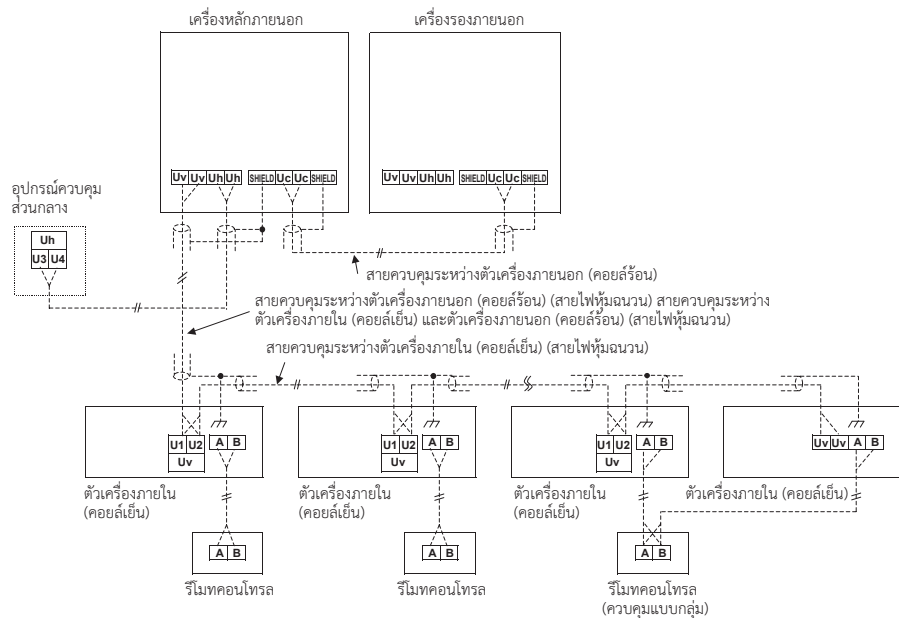 เครื่องหลักภายนอก
เครื่องรองภายนอก
Uv Uv Uh Uh SHIELD Uc Uc SHIELD
Uv Uv Uh Uh SHIELD Uc Uc SHIELD
อุปกรณ์ควบคุม
ส่วนกลาง
Uh
U3 U4
สายควบคุมระหว่างตัวเครื่องภายนอก (คอยล์ร้อน)
สายควบคุมระหว่างตัวเครื่องภายนอก (คอยล์ร้อน) (สายไฟหุ้มฉนวน) สายควบคุมระหว่าง
ตัวเครื่องภายใน (คอยล์เย็น) และตัวเครื่องภายนอก (คอยล์ร้อน) (สายไฟหุ้มฉนวน)
สายควบคุมระหว่างตัวเครื่องภายใน (คอยล์เย็น) (สายไฟหุ้มฉนวน)
U1 U2 A B
Uv
U1 U2 A B
Uv
U1 U2 A B
Uv
Uv Uv A B
ตัวเครื่องภายใน
(คอยล์เย็น)
ตัวเครื่องภายใน
(คอยล์เย็น)
ตัวเครื่องภายใน
(คอยล์เย็น)
ตัวเครื่องภายใน (คอยล์เย็น)
A B
A B
A B
รีโมทคอนโทรล
รีโมทคอนโทรล
รีโมทคอนโทรล
(ควบคุมแบบกลุ่ม)